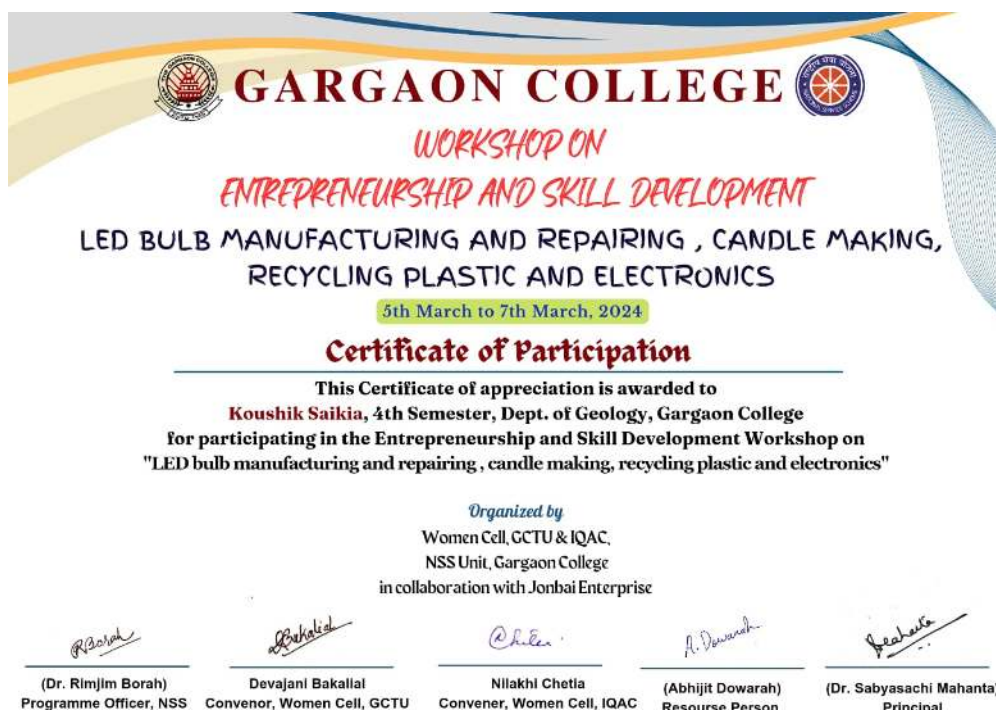 GARGAON COLLEGE
WORKSHOP ON
ENTREPRENEURSHIP AND SKILL DEVELOPMENT
LED BULB MANUFACTURING AND REPAIRING , CANDLE MAKING,
RECYCLING PLASTIC AND ELECTRONICS
5th March to 7th March, 2024
Certificate of Participation
This Certificate of appreciation is awarded to
Koushik Saikia, 4th Semester, Dept. of Geology, Gargaon College
for participating in the Entrepreneurship and Skill Development Workshop on
"LED bulb manufacturing and repairing , candle making, recycling plastic and electronics"
Organized by
Women Cell, GCTU & IQAC,
NSS Unit, Gargaon College
in collaboration with Jonbai Enterprise
RBorah
DBakalial
A. Dowarah
(Dr. Rimjim Borah) Devajani Bakalial Nilakhi Chetia (Abhijit Dowarah) (Dr. Sabyasachi Mahanta)
Programme Officer, NSS Convenor, Women Cell, GCTU Convener, Women Cell, IQAC Resourse Person Principal